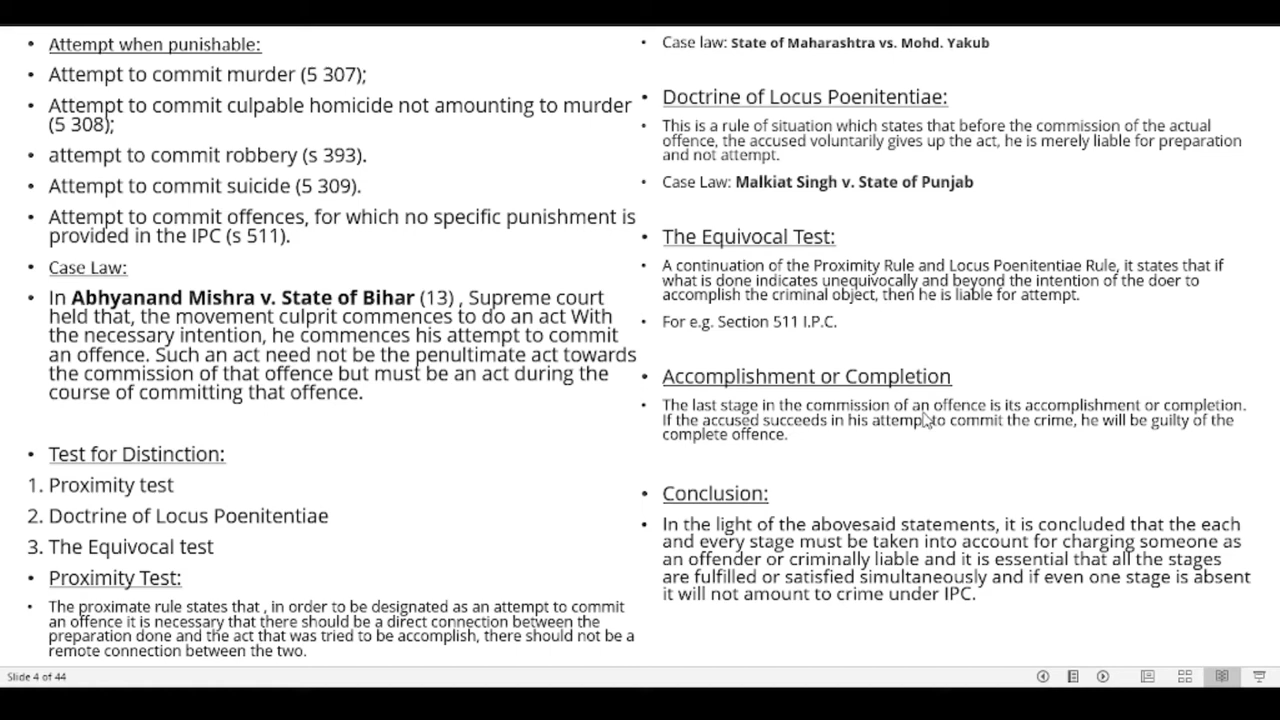 • Attempt when punishable:
• Attempt to commit murder (5 307);
• Attempt to commit culpable homicide not amounting to murder
(5 308);
• attempt to commit robbery (s 393).
• Attempt to commit suicide (5 309).
• Attempt to commit offences, for which no specific punishment is
provided in the IPC (s 511).
• Case Law:
• In Abhyanand Mishra v. State of Bihar (13) , Supreme court
held that, the movement culprit commences to do an act With
the necessary intention, he commences his attempt to commit
an offence. Such an act need not be the penultimate act towards
the commission of that offence but must be an act during the
course of committing that offence.
• Test for Distinction:
1. Proximity test
2. Doctrine of Locus Poenitentiae
3. The Equivocal test
• Proximity Test:
• The proximate rule states that , in order to be designated as an attempt to commit
an offence it is necessary that there should be a direct connection between the
preparation done and the act that was tried to be accomplish, there should not be a
remote connection between the two.
• Case law: State of Maharashtra vs. Mohd. Yakub
• Doctrine of Locus Poenitentiae:
• This is a rule of situation which states that before the commission of the actual
offence, the accused voluntarily gives up the act, he is merely liable for preparation
and not attempt.
• Case Law: Malkiat Singh v. State of Punjab
• The Equivocal Test:
• A continuation of the Proximity Rule and Locus Poenitentiae Rule, it states that if
what is done indicates unequivocally and beyond the intention of the doer to
accomplish the criminal object, then he is liable for attempt.
• For e.g. Section 511 I.P.C.
• Accomplishment or Completion
• The last stage in the commission of an offence is its accomplishment or completion.
If the accused succeeds in his attempt to commit the crime, he will be guilty of the
complete offence.
• Conclusion:
• In the light of the abovesaid statements, it is concluded that the each
and every stage must be taken into account for charging someone as
an offender or criminally liable and it is essential that all the stages
are fulfilled or satisfied simultaneously and if even one stage is absent
it will not amount to crime under IPC.
Slide 4 of 44